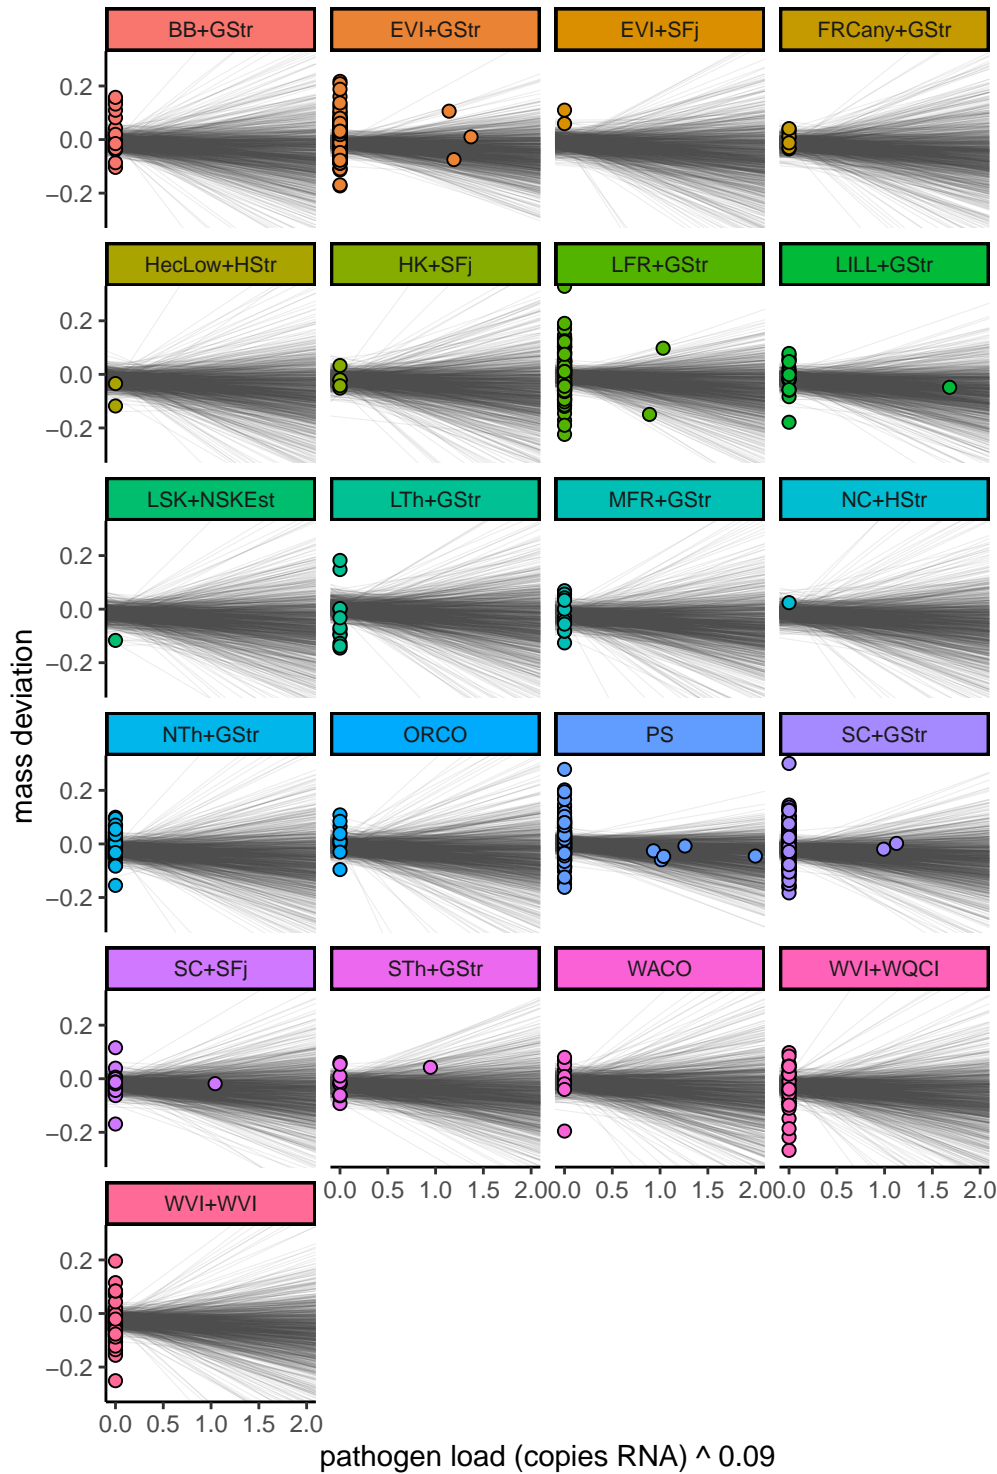 BB+GStr EVI+GStr EVI+SFj FRCany+GStr
0.2
0.0
−0.2
HecLow+HStr HK+SFj LFR+GStr LILL+GStr
0.2
0.0
−0.2
LSK+NSKEst LTh+GStr MFR+GStr NC+HStr
0.2
0.0
−0.2
mass deviation
NTh+GStr ORCO PS SC+GStr
0.2
0.0
−0.2
SC+SFj STh+GStr WACO WVI+WQCI
0.2
0.0
−0.2
0.0 0.5 1.0 1.5 2.0 0.0 0.5 1.0 1.5 2.0 0.0 0.5 1.0 1.5 2.0
WVI+WVI
0.2
0.0
−0.2
0.0 0.5 1.0 1.5 2.0
pathogen load (copies RNA) ^ 0.09